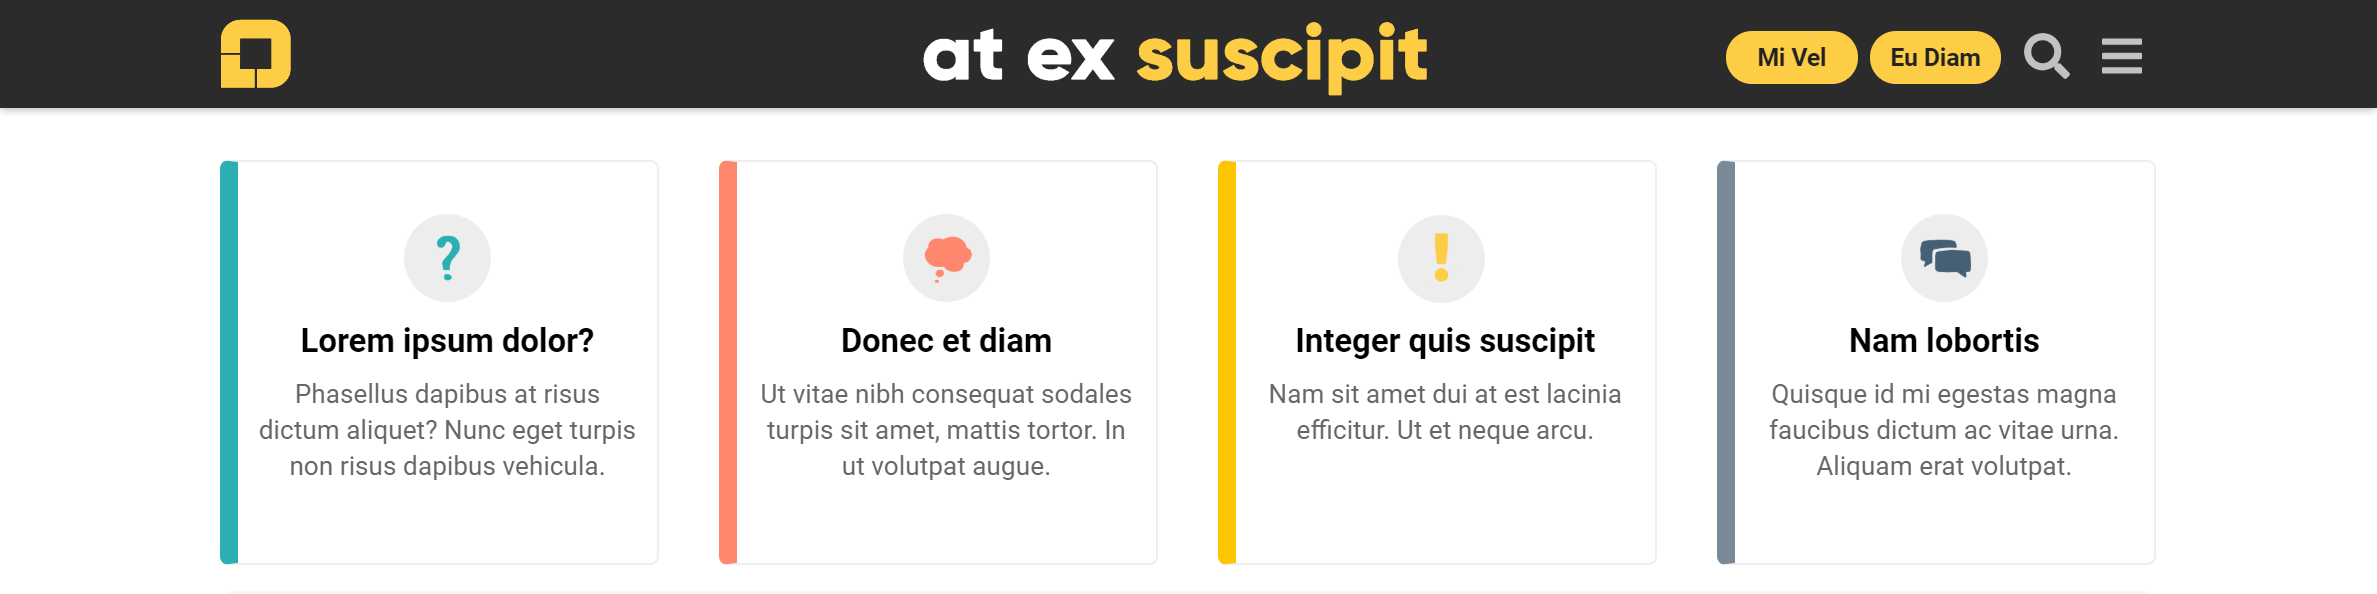 at ex suscipit
Mi Vel
Eu Diam
Lorem ipsum dolor?
Phasellus dapibus at risus
dictum aliquet? Nunc eget turpis
non risus dapibus vehicula.
Donec et diam
Ut vitae nibh consequat sodales
turpis sit amet, mattis tortor. In
ut volutpat augue.
Integer quis suscipit
Nam sit amet dui at est lacinia
efficitur. Ut et neque arcu.
Nam lobortis
Quisque id mi egestas magna
faucibus dictum ac vitae urna.
Aliquam erat volutpat.